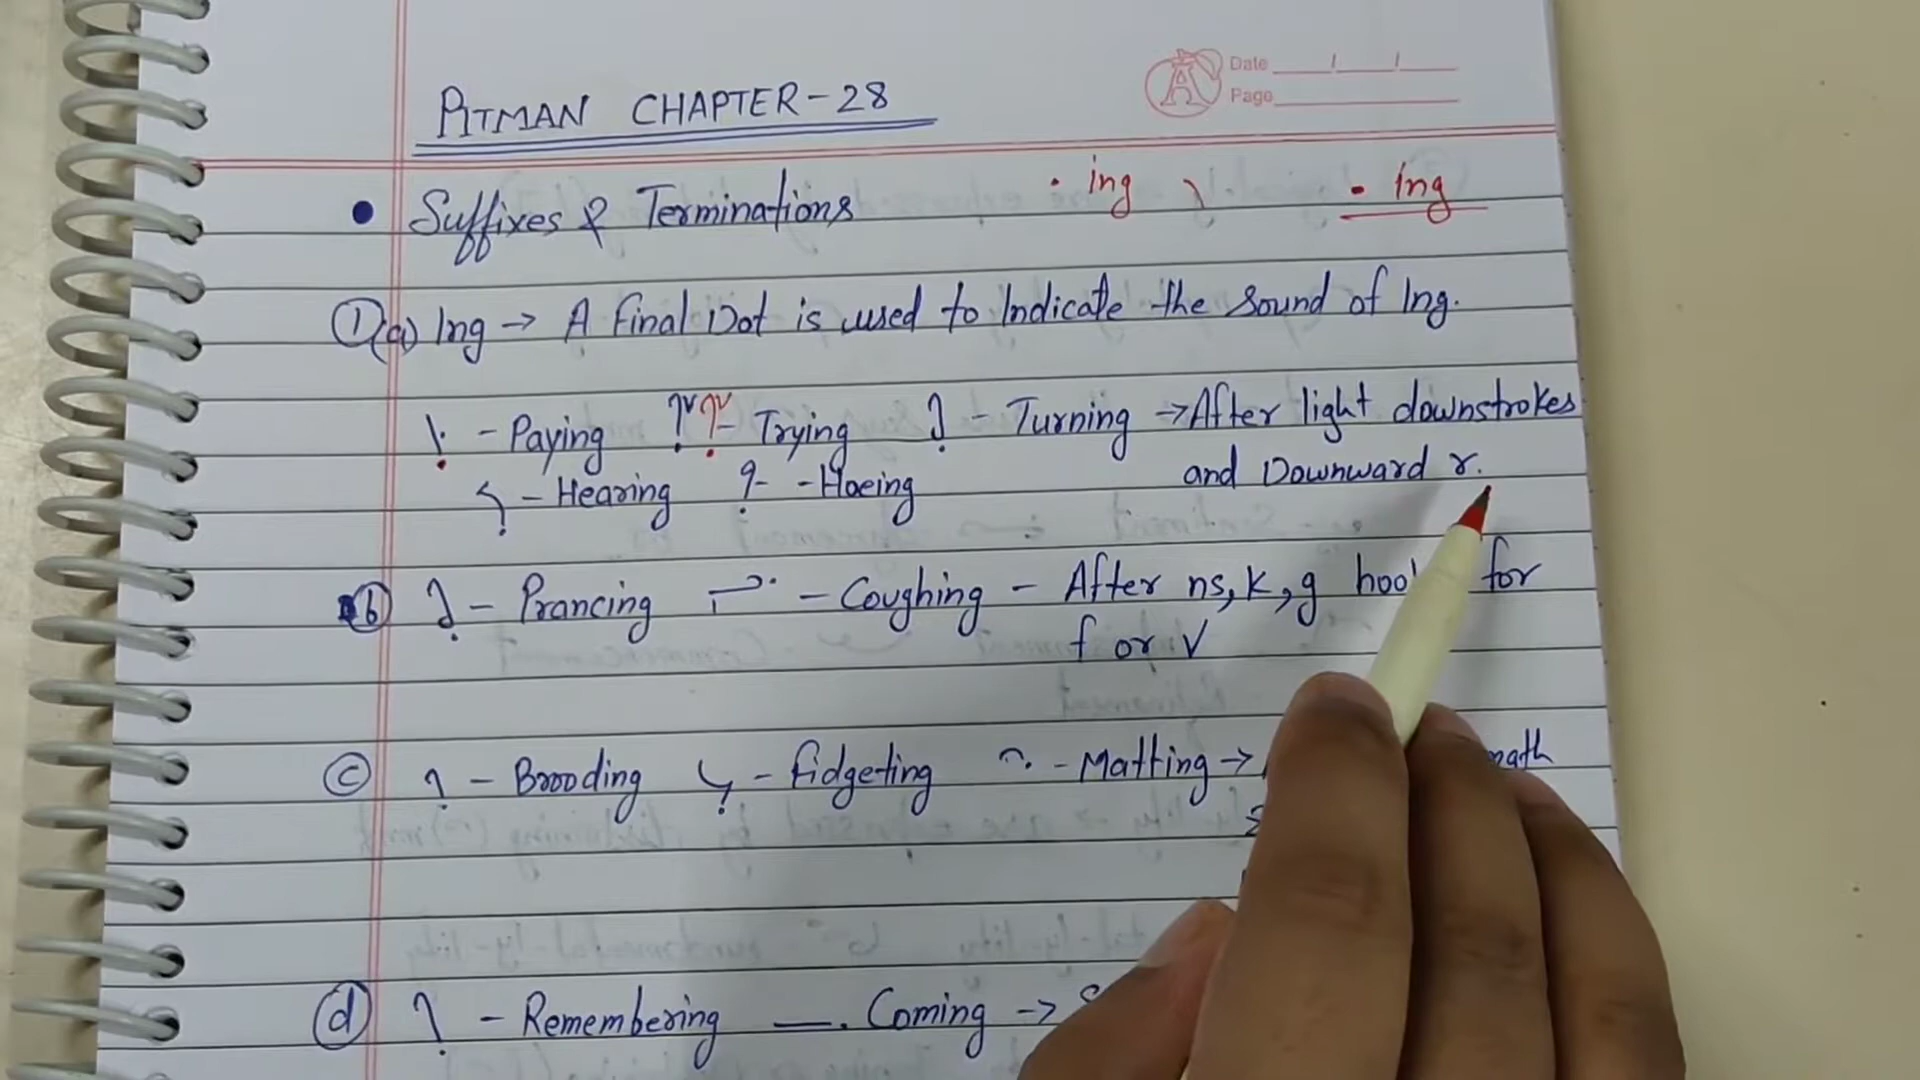 PITMAN CHAPTER-28
Date
Page
• Suffixes & Terminations · ing - ing
① (a) Ing → A Final Dot is used to Indicate the Sound of Ing.
- Paying - Trying - Turning → After light downstrokes
- Hearing - Hoeing and Downward r.
(b) - Prancing - Coughing - After ns, k, g for
f or V
(c) - Broooding - Fidgeting - Matting →
(d) - Remembering Coming →